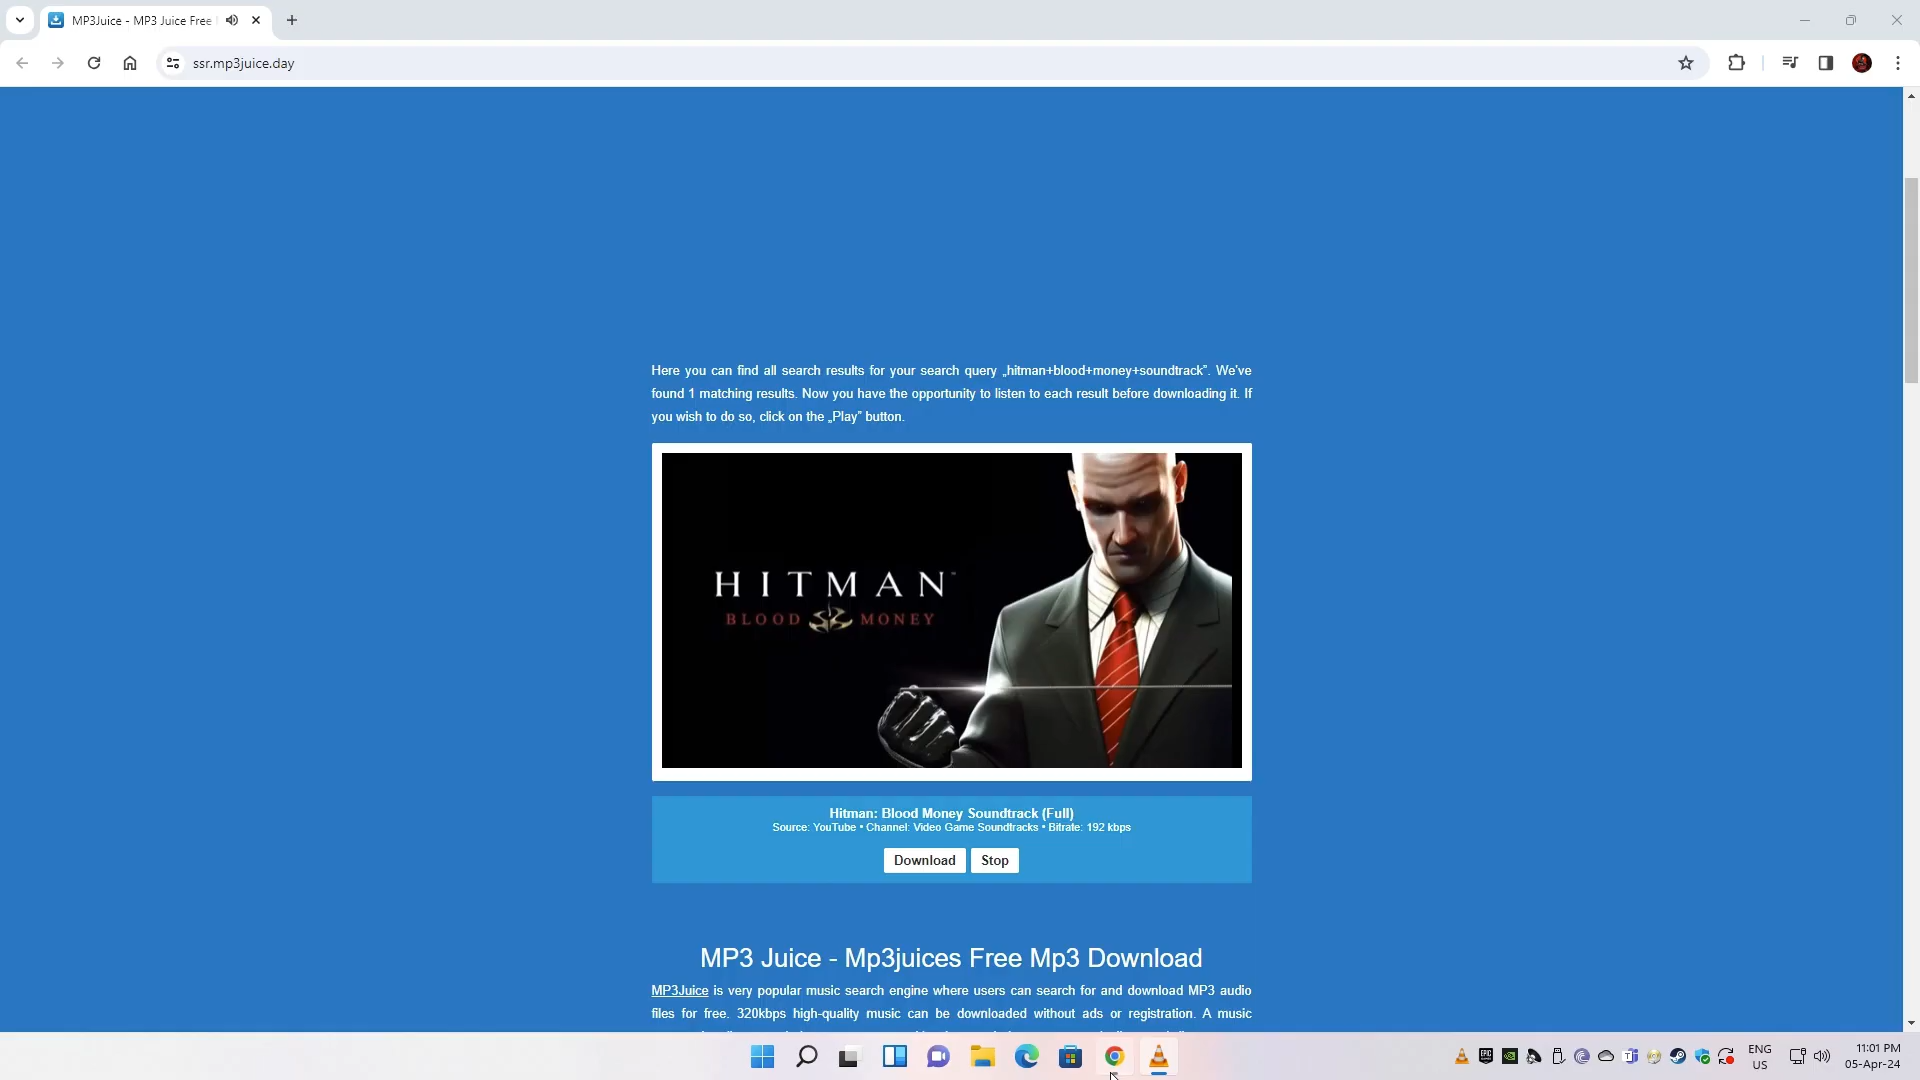 MP3Juice - MP3 Juice Free
ssr.mp3juice.day
Here you can find all search results for your search query „hitman+blood+money+soundtrack”. We've
found 1 matching results. Now you have the opportunity to listen to each result before downloading it. If
you wish to do so, click on the „Play” button.
HITMAN™
BLOOD MONEY
Hitman: Blood Money Soundtrack (Full)
Source: YouTube • Channel: Video Game Soundtracks • Bitrate: 192 kbps
Download Stop
MP3 Juice - Mp3juices Free Mp3 Download
MP3Juice is very popular music search engine where users can search for and download MP3 audio
files for free. 320kbps high-quality music can be downloaded without ads or registration. A music
ENG
US
11:01 PM
05-Apr-24